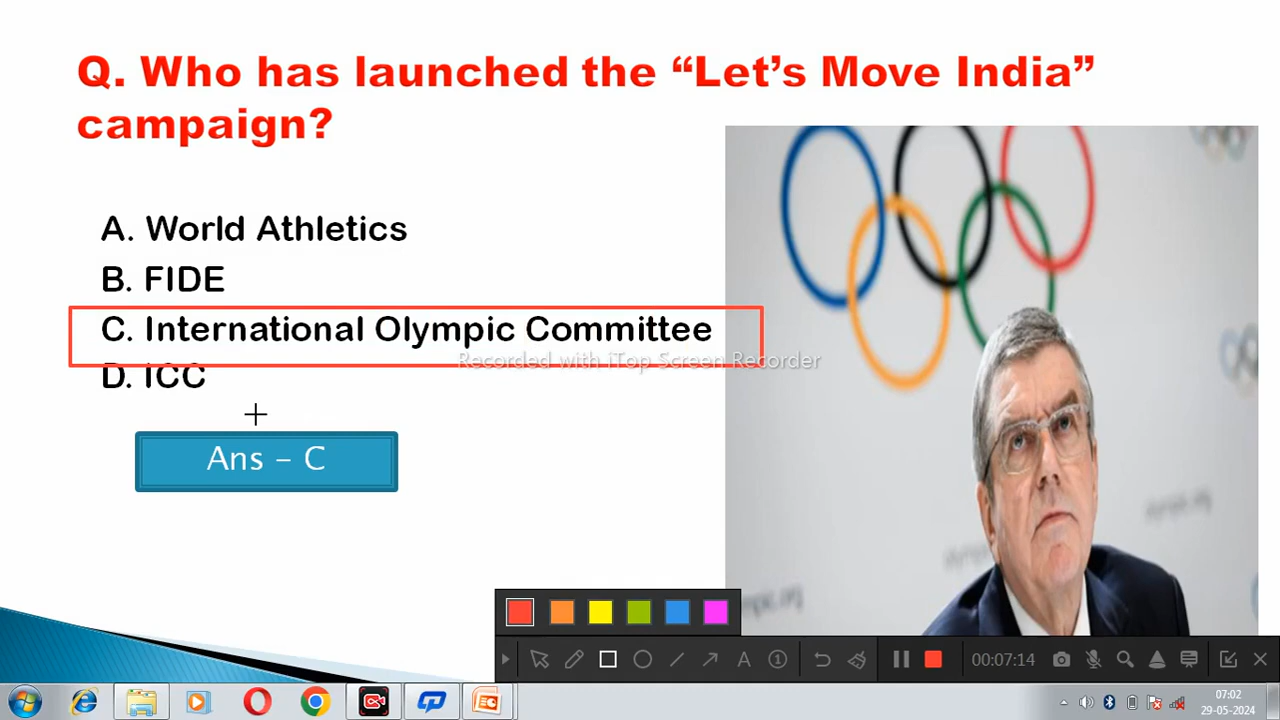 Q. Who has launched the “Let’s Move India”
campaign?
A. World Athletics
B. FIDE
C. International Olympic Committee
Recorded with iTop Screen Recorder
D. ICC
Ans – C
00:07:14
07:02
29-05-2024